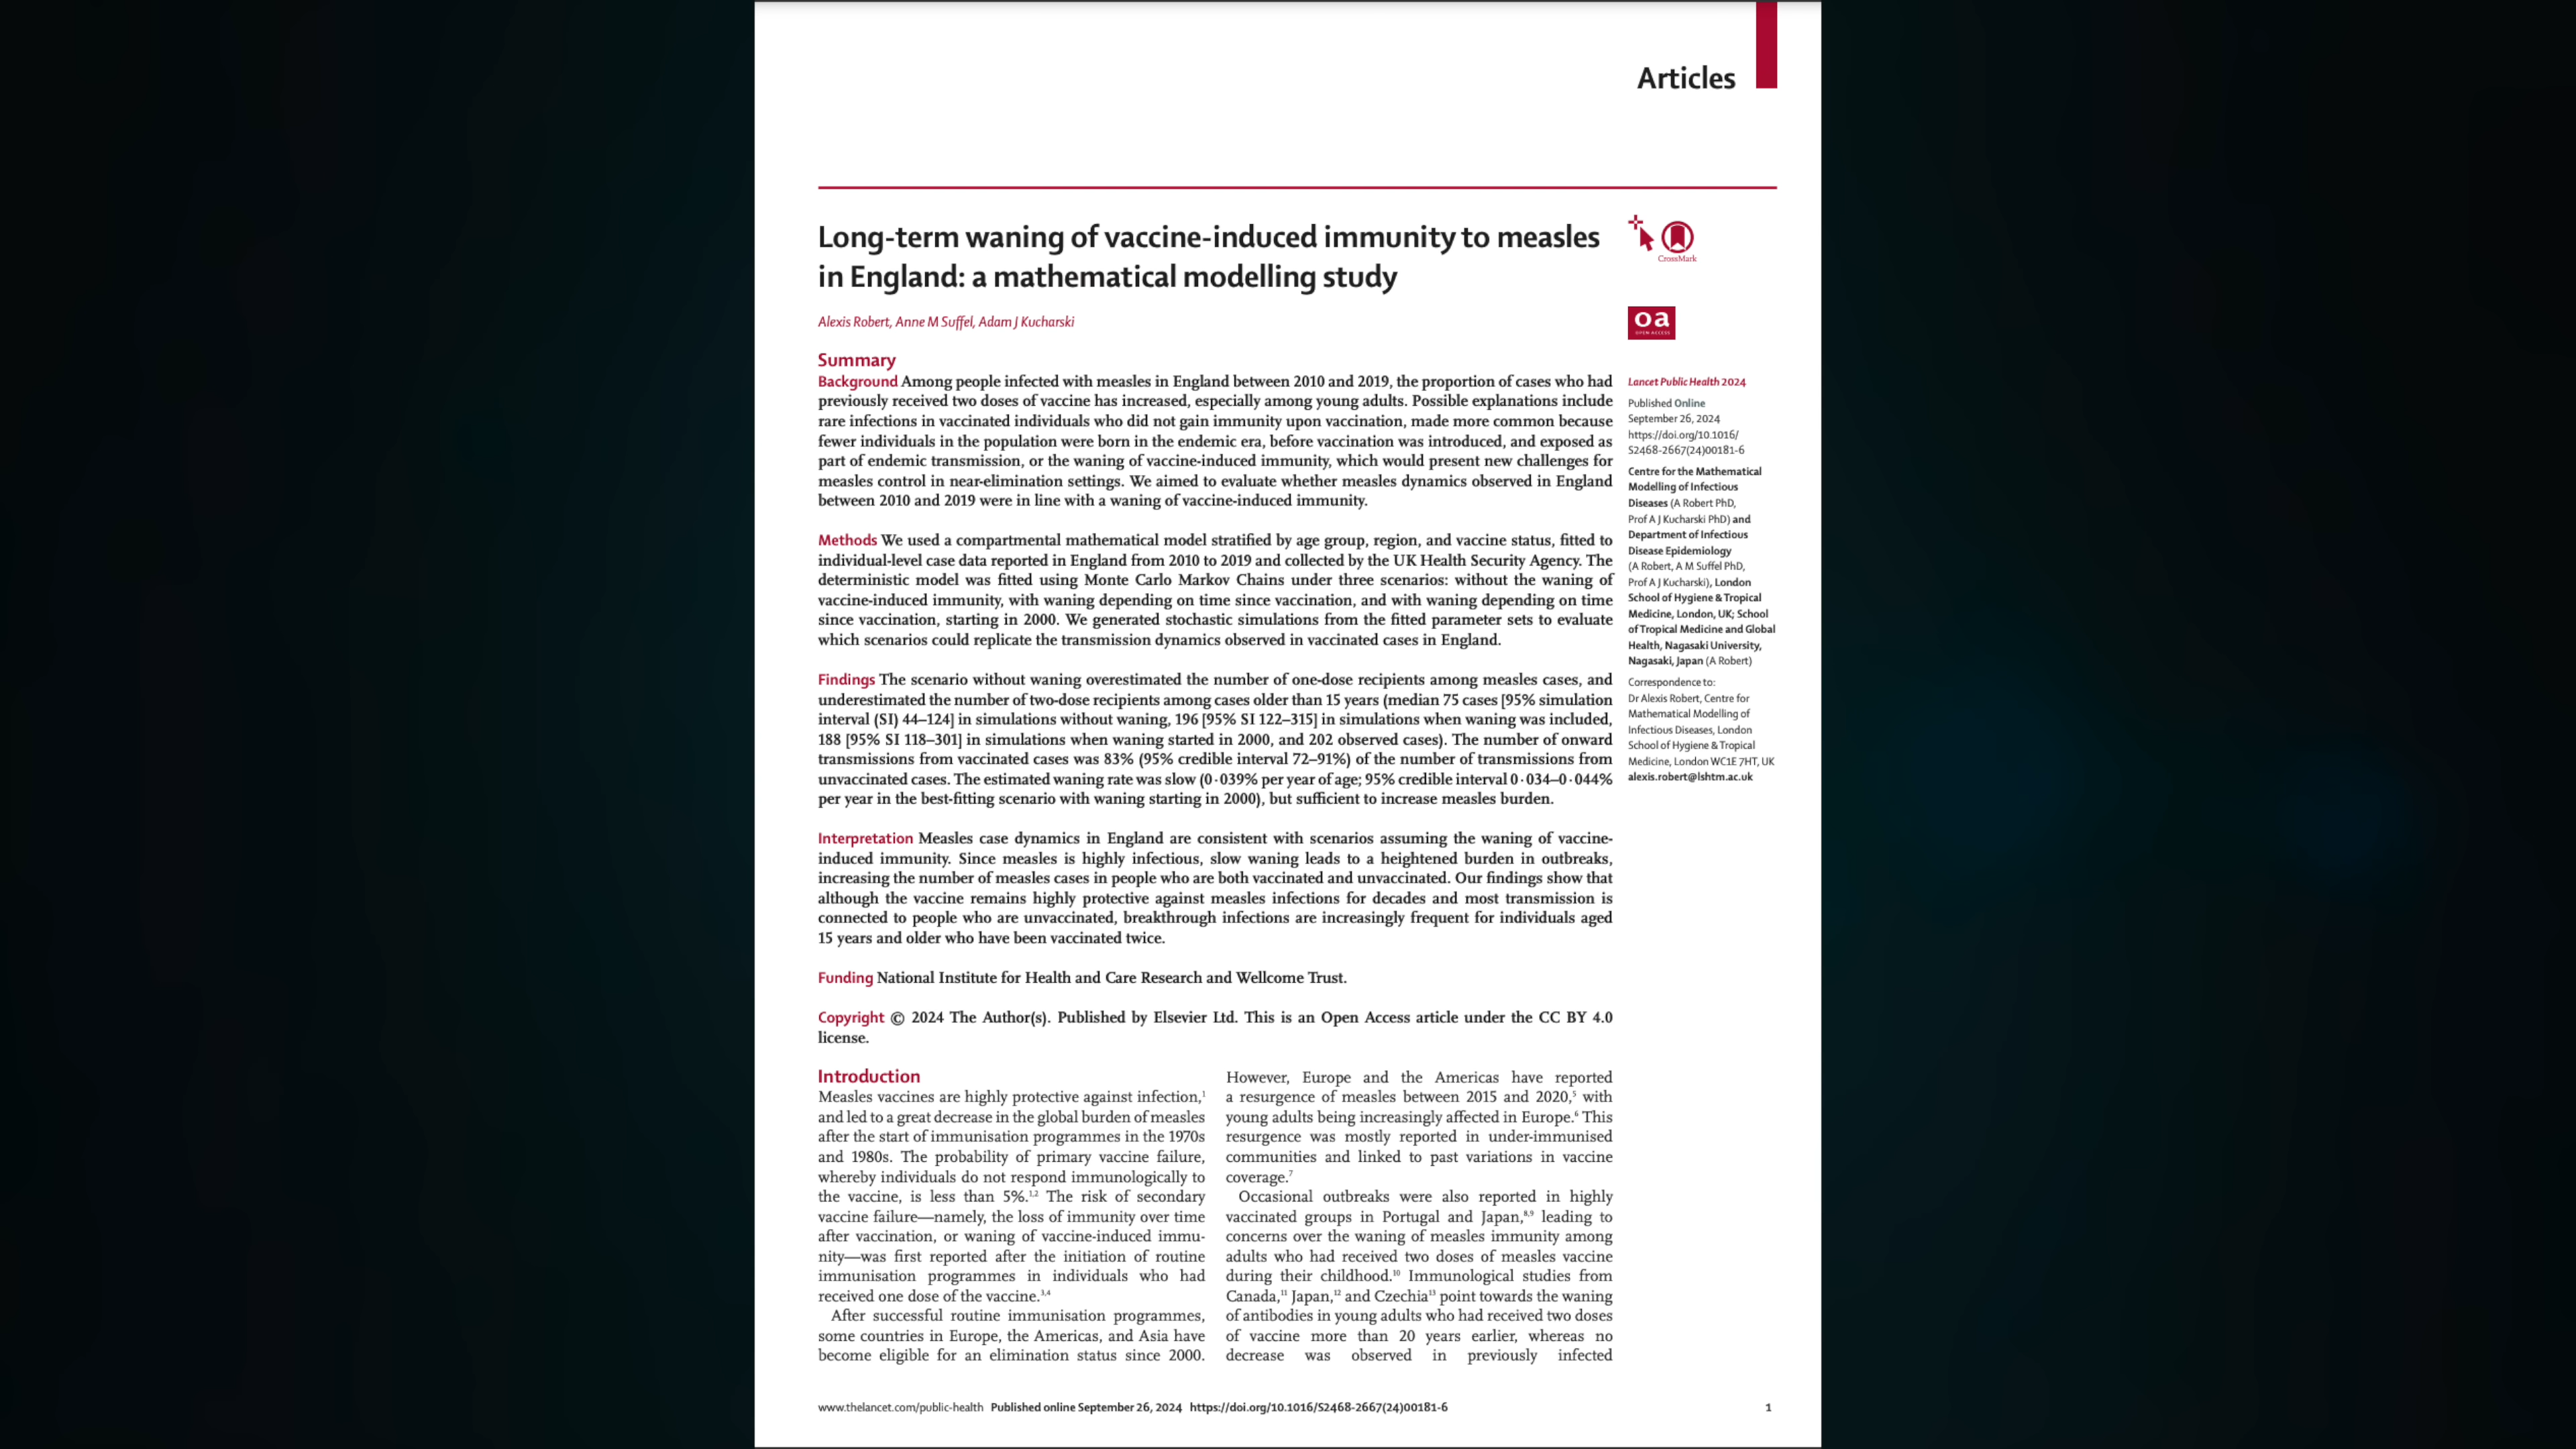 Articles
Long-term waning of vaccine-induced immunity to measles
in England: a mathematical modelling study
CrossMark
Alexis Robert, Anne M Suffel, Adam J Kucharski
oa
OPEN ACCESS
Summary
Background Among people infected with measles in England between 2010 and 2019, the proportion of cases who had
previously received two doses of vaccine has increased, especially among young adults. Possible explanations include
rare infections in vaccinated individuals who did not gain immunity upon vaccination, made more common because
fewer individuals in the population were born in the endemic era, before vaccination was introduced, and exposed as
part of endemic transmission, or the waning of vaccine-induced immunity, which would present new challenges for
measles control in near-elimination settings. We aimed to evaluate whether measles dynamics observed in England
between 2010 and 2019 were in line with a waning of vaccine-induced immunity.
Methods We used a compartmental mathematical model stratified by age group, region, and vaccine status, fitted to
individual-level case data reported in England from 2010 to 2019 and collected by the UK Health Security Agency. The
deterministic model was fitted using Monte Carlo Markov Chains under three scenarios: without the waning of
vaccine-induced immunity, with waning depending on time since vaccination, and with waning depending on time
since vaccination, starting in 2000. We generated stochastic simulations from the fitted parameter sets to evaluate
which scenarios could replicate the transmission dynamics observed in vaccinated cases in England.
Findings The scenario without waning overestimated the number of one-dose recipients among measles cases, and
underestimated the number of two-dose recipients among cases older than 15 years (median 75 cases [95% simulation
interval (SI) 44–124] in simulations without waning, 196 [95% SI 122–315] in simulations when waning was included,
188 [95% SI 118–301] in simulations when waning started in 2000, and 202 observed cases). The number of onward
transmissions from vaccinated cases was 83% (95% credible interval 72–91%) of the number of transmissions from
unvaccinated cases. The estimated waning rate was slow (0·039% per year of age; 95% credible interval 0·034–0·044%
per year in the best-fitting scenario with waning starting in 2000), but sufficient to increase measles burden.
Interpretation Measles case dynamics in England are consistent with scenarios assuming the waning of vaccine-
induced immunity. Since measles is highly infectious, slow waning leads to a heightened burden in outbreaks,
increasing the number of measles cases in people who are both vaccinated and unvaccinated. Our findings show that
although the vaccine remains highly protective against measles infections for decades and most transmission is
connected to people who are unvaccinated, breakthrough infections are increasingly frequent for individuals aged
15 years and older who have been vaccinated twice.
Funding National Institute for Health and Care Research and Wellcome Trust.
Copyright © 2024 The Author(s). Published by Elsevier Ltd. This is an Open Access article under the CC BY 4.0
license.
Lancet Public Health 2024
Published Online
September 26, 2024
https://doi.org/10.1016/
S2468-2667(24)00181-6
Centre for the Mathematical
Modelling of Infectious
Diseases (A Robert PhD,
Prof A J Kucharski PhD) and
Department of Infectious
Disease Epidemiology
(A Robert, A M Suffel PhD,
Prof A J Kucharski), London
School of Hygiene & Tropical
Medicine, London, UK; School
of Tropical Medicine and Global
Health, Nagasaki University,
Nagasaki, Japan (A Robert)
Correspondence to:
Dr Alexis Robert, Centre for
Mathematical Modelling of
Infectious Diseases, London
School of Hygiene & Tropical
Medicine, London WC1E 7HT, UK
alexis.robert@lshtm.ac.uk
Introduction
Measles vaccines are highly protective against infection,1
and led to a great decrease in the global burden of measles
after the start of immunisation programmes in the 1970s
and 1980s. The probability of primary vaccine failure,
whereby individuals do not respond immunologically to
the vaccine, is less than 5%.1,2 The risk of secondary
vaccine failure—namely, the loss of immunity over time
after vaccination, or waning of vaccine-induced immu-
nity—was first reported after the initiation of routine
immunisation programmes in individuals who had
received one dose of the vaccine.3,4
After successful routine immunisation programmes,
some countries in Europe, the Americas, and Asia have
become eligible for an elimination status since 2000.
However, Europe and the Americas have reported
a resurgence of measles between 2015 and 2020,5 with
young adults being increasingly affected in Europe.6 This
resurgence was mostly reported in under-immunised
communities and linked to past variations in vaccine
coverage.7
Occasional outbreaks were also reported in highly
vaccinated groups in Portugal and Japan,8,9 leading to
concerns over the waning of measles immunity among
adults who had received two doses of measles vaccine
during their childhood.10 Immunological studies from
Canada,11 Japan,12 and Czechia13 point towards the waning
of antibodies in young adults who had received two doses
of vaccine more than 20 years earlier, whereas no
decrease was observed in previously infected
www.thelancet.com/public-health Published online September 26, 2024 https://doi.org/10.1016/S2468-2667(24)00181-6
1